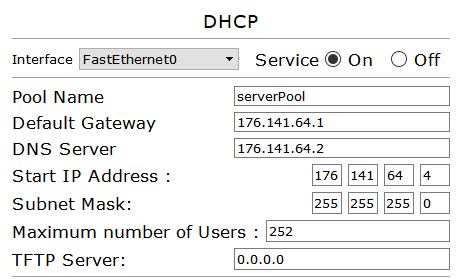 DHCP
Interface FastEthernet0 Service On Off
Pool Name serverPool
Default Gateway 176.141.64.1
DNS Server 176.141.64.2
Start IP Address : 176 141 64 4
Subnet Mask: 255 255 255 0
Maximum number of Users : 252
TFTP Server: 0.0.0.0